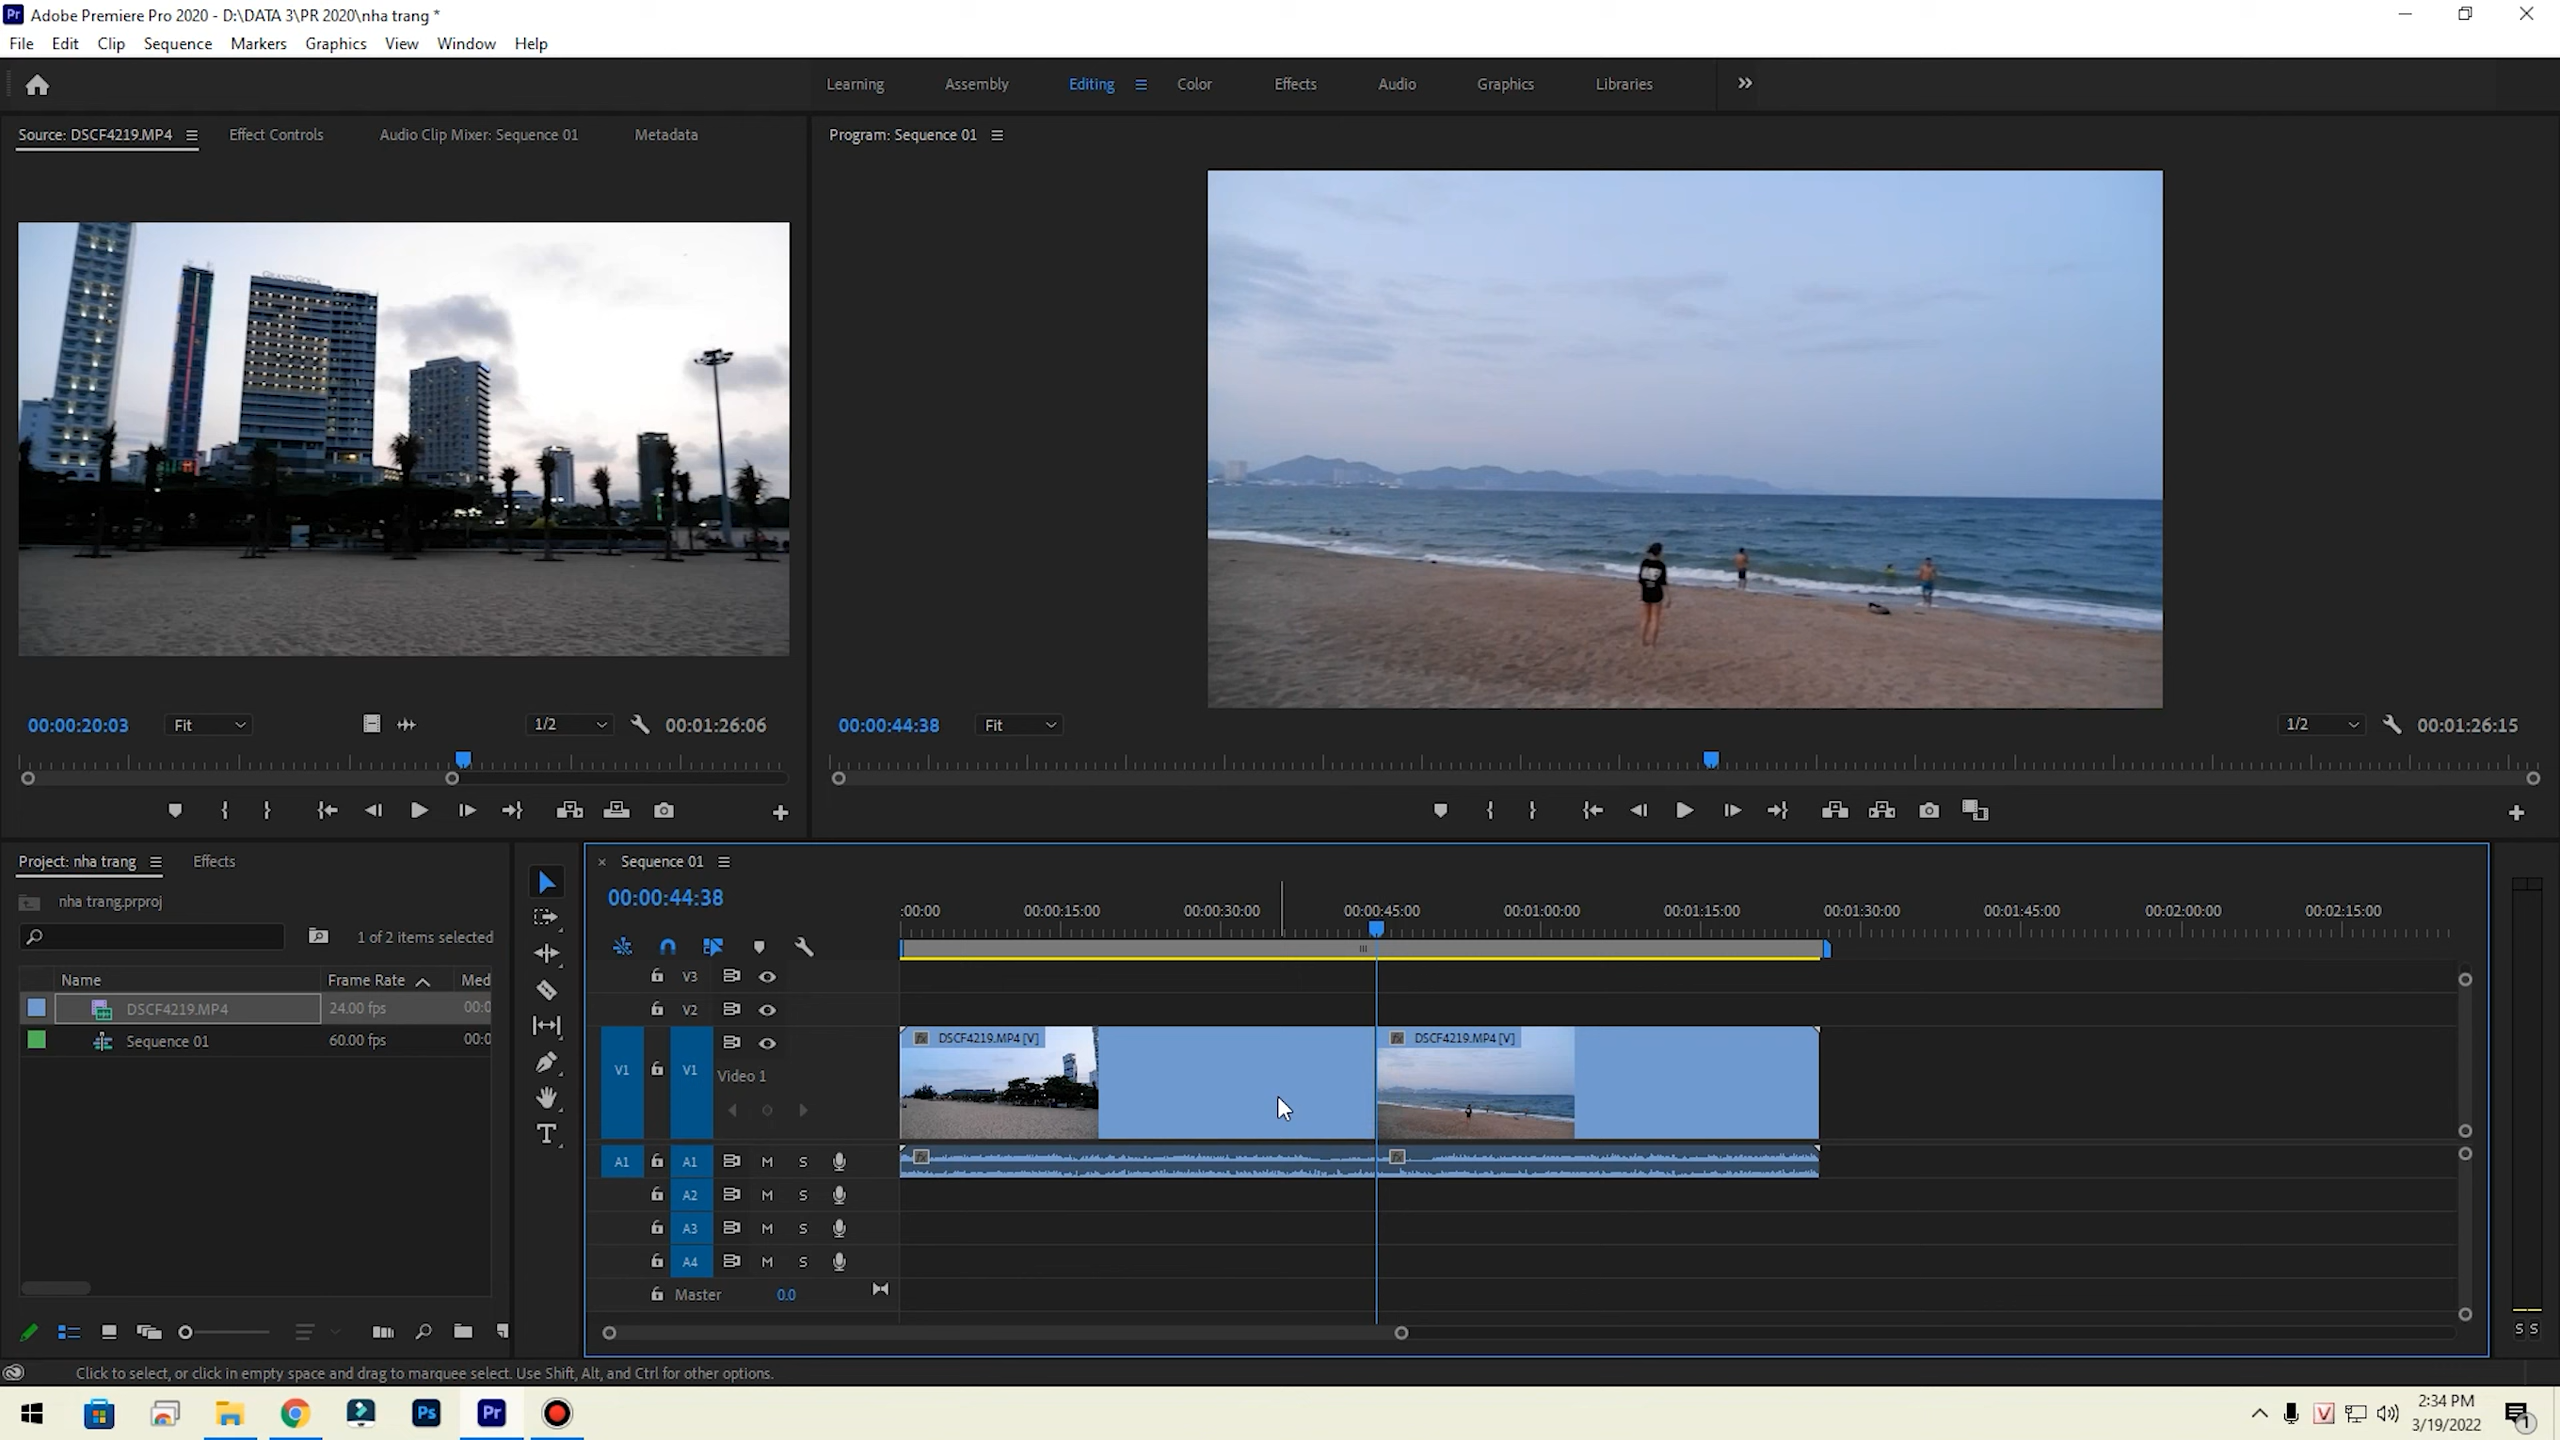 Adobe Premiere Pro 2020 - D:\DATA 3\PR 2020\nha trang *
File Edit Clip Sequence Markers Graphics View Window Help
Learning Assembly Editing Color Effects Audio Graphics Libraries
Source: DSCF4219.MP4 Effect Controls Audio Clip Mixer: Sequence 01 Metadata
Program: Sequence 01
00:00:20:03 Fit 1/2 00:01:26:06
00:00:44:38 Fit 1/2 00:01:26:15
Project: nha trang Effects
nha trang.prproj
1 of 2 items selected
Name Frame Rate Med
DSCF4219.MP4 24.00 fps 00:0
Sequence 01 60.00 fps 00:0
Sequence 01
00:00:44:38
:00:00 00:00:15:00 00:00:30:00 00:00:45:00 00:01:00:00 00:01:15:00 00:01:30:00 00:01:45:00 00:02:00:00 00:02:15:00
V3
V2
DSCF4219.MP4 [V] DSCF4219.MP4 [V]
V1 V1 Video 1
A1 A1 M S
A2 M S
A3 M S
A4 M S
Master 0.0
S S
Click to select, or click in empty space and drag to marquee select. Use Shift, Alt, and Ctrl for other options.
Ps Pr
V
2:34 PM
3/19/2022
1